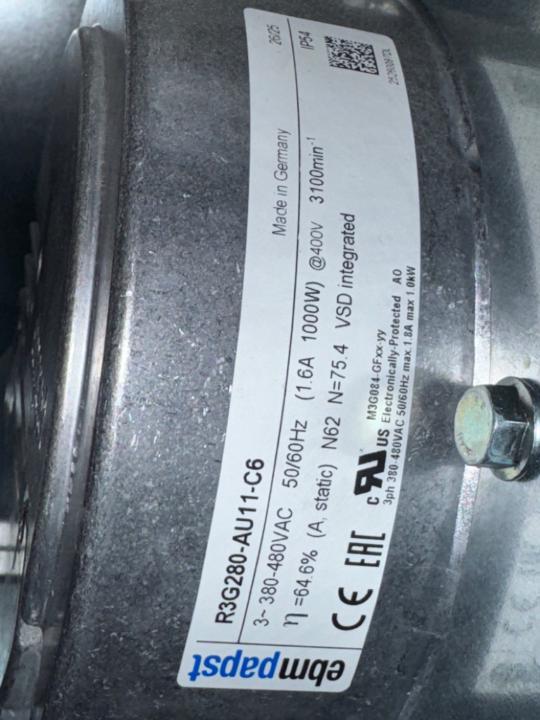 ebmpapst
R3G280-AU11-C6 26/25
3~ 380-480VAC 50/60Hz (1.6A 1000W) @400V 3100min⁻¹ Made in Germany IP54
η =64.6% (A, static) N62 N=75.4 VSD integrated
CE EAC c RU US M3G084-GFxx-yy
Electronically-Protected AO
3ph 380-480VAC 50/60Hz max.1.8A max 1.0kW